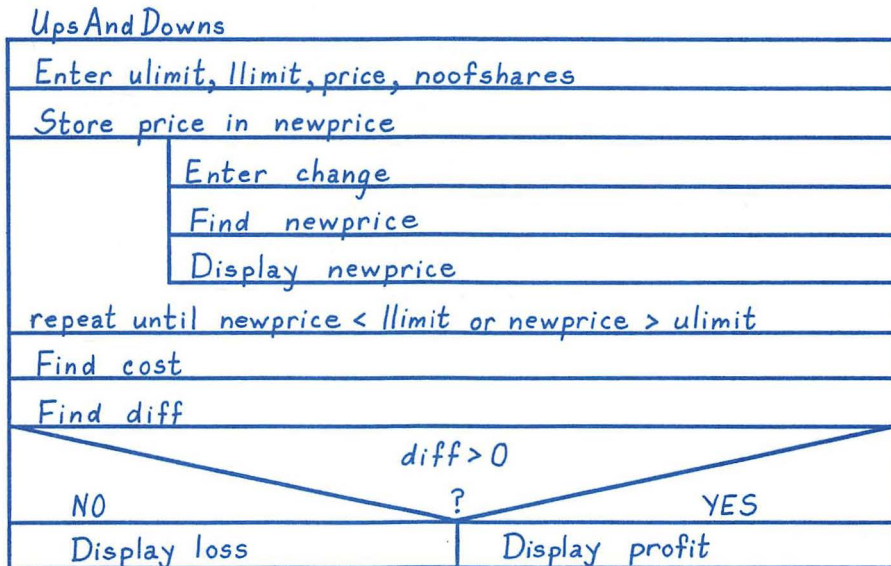 UpsAndDowns
Enter ulimit, llimit, price, noofshares
Store price in newprice
Enter change
Find newprice
Display newprice
repeat until newprice < llimit or newprice > ulimit
Find cost
Find diff
diff > 0
?
NO
YES
Display loss
Display profit